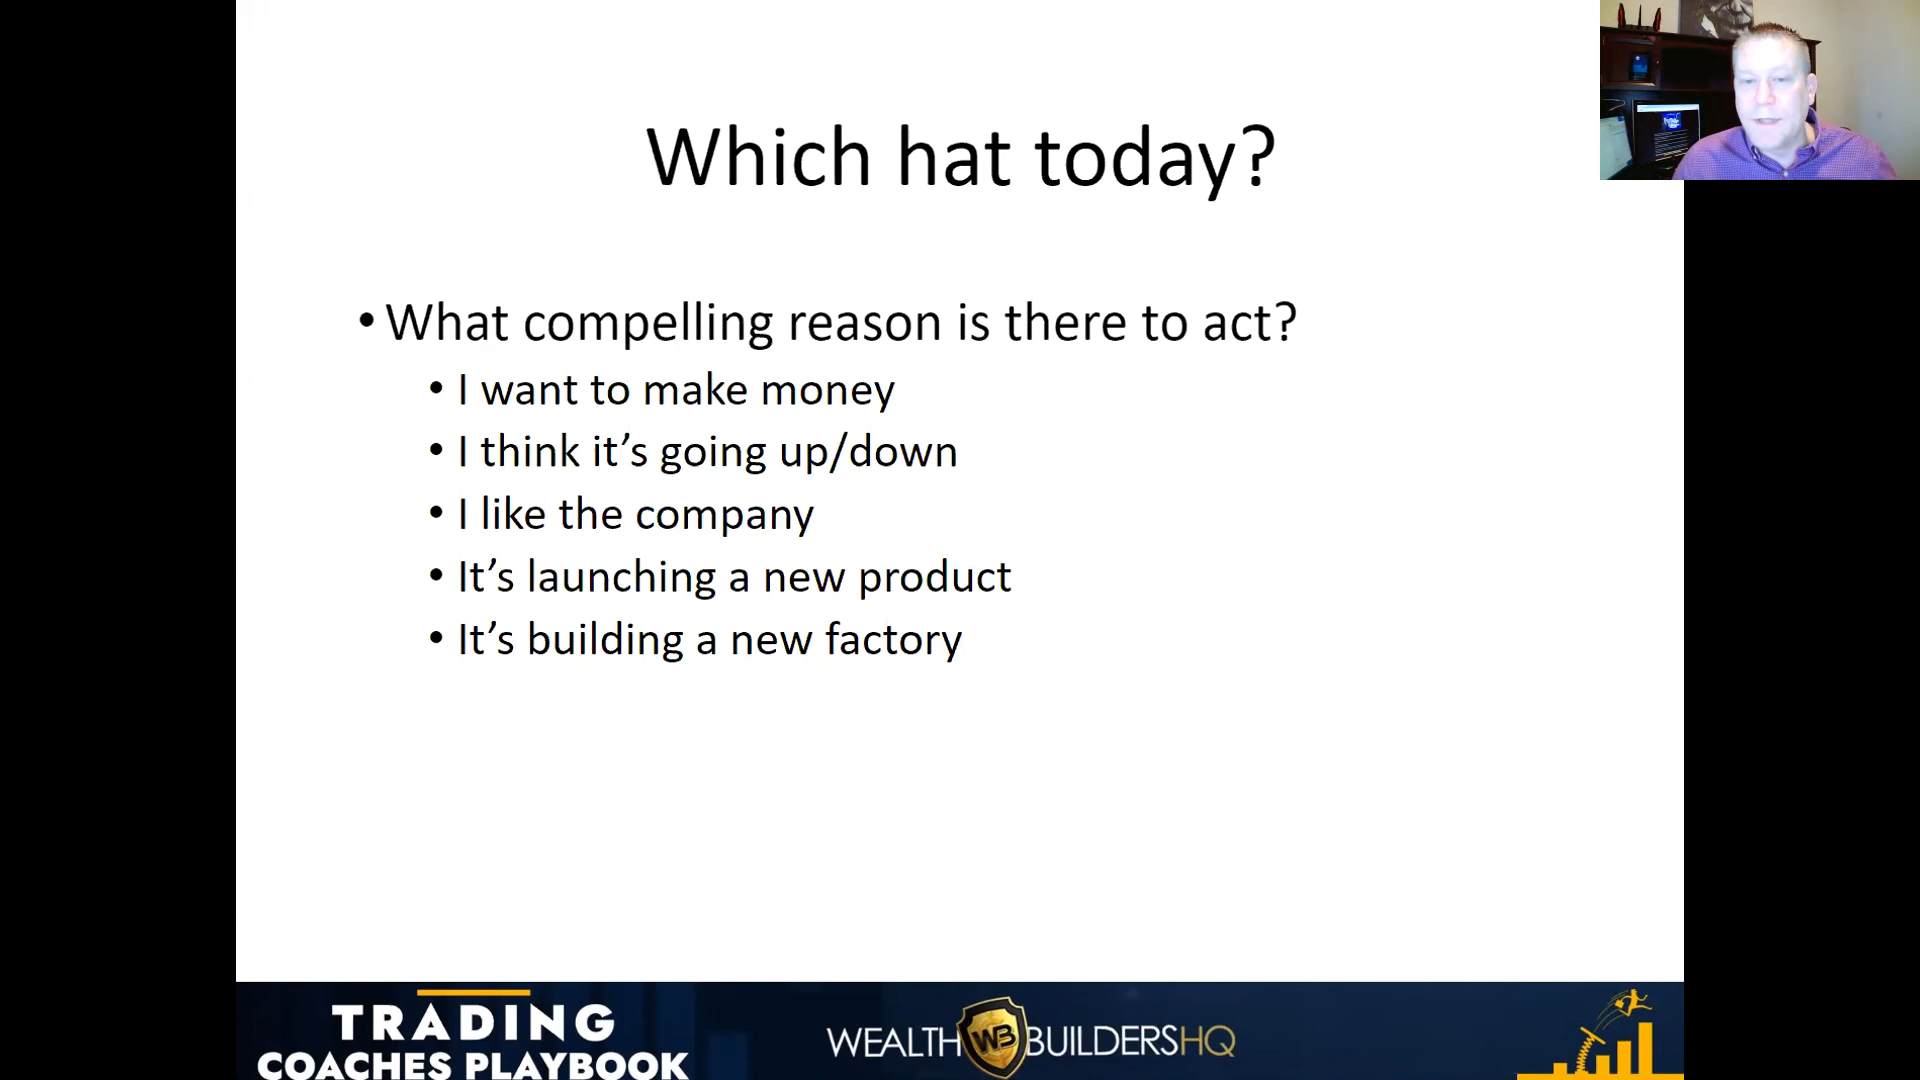 Which hat today?
• What compelling reason is there to act?
• I want to make money
• I think it’s going up/down
• I like the company
• It’s launching a new product
• It’s building a new factory
TRADING
COACHES PLAYBOOK
WEALTH WB BUILDERSHQ